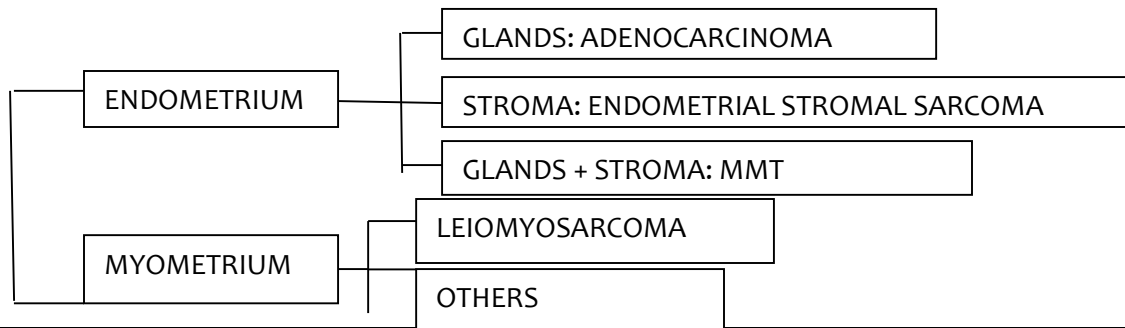 GLANDS: ADENOCARCINOMA
ENDOMETRIUM
STROMA: ENDOMETRIAL STROMAL SARCOMA
GLANDS + STROMA: MMT
LEIOMYOSARCOMA
MYOMETRIUM
OTHERS